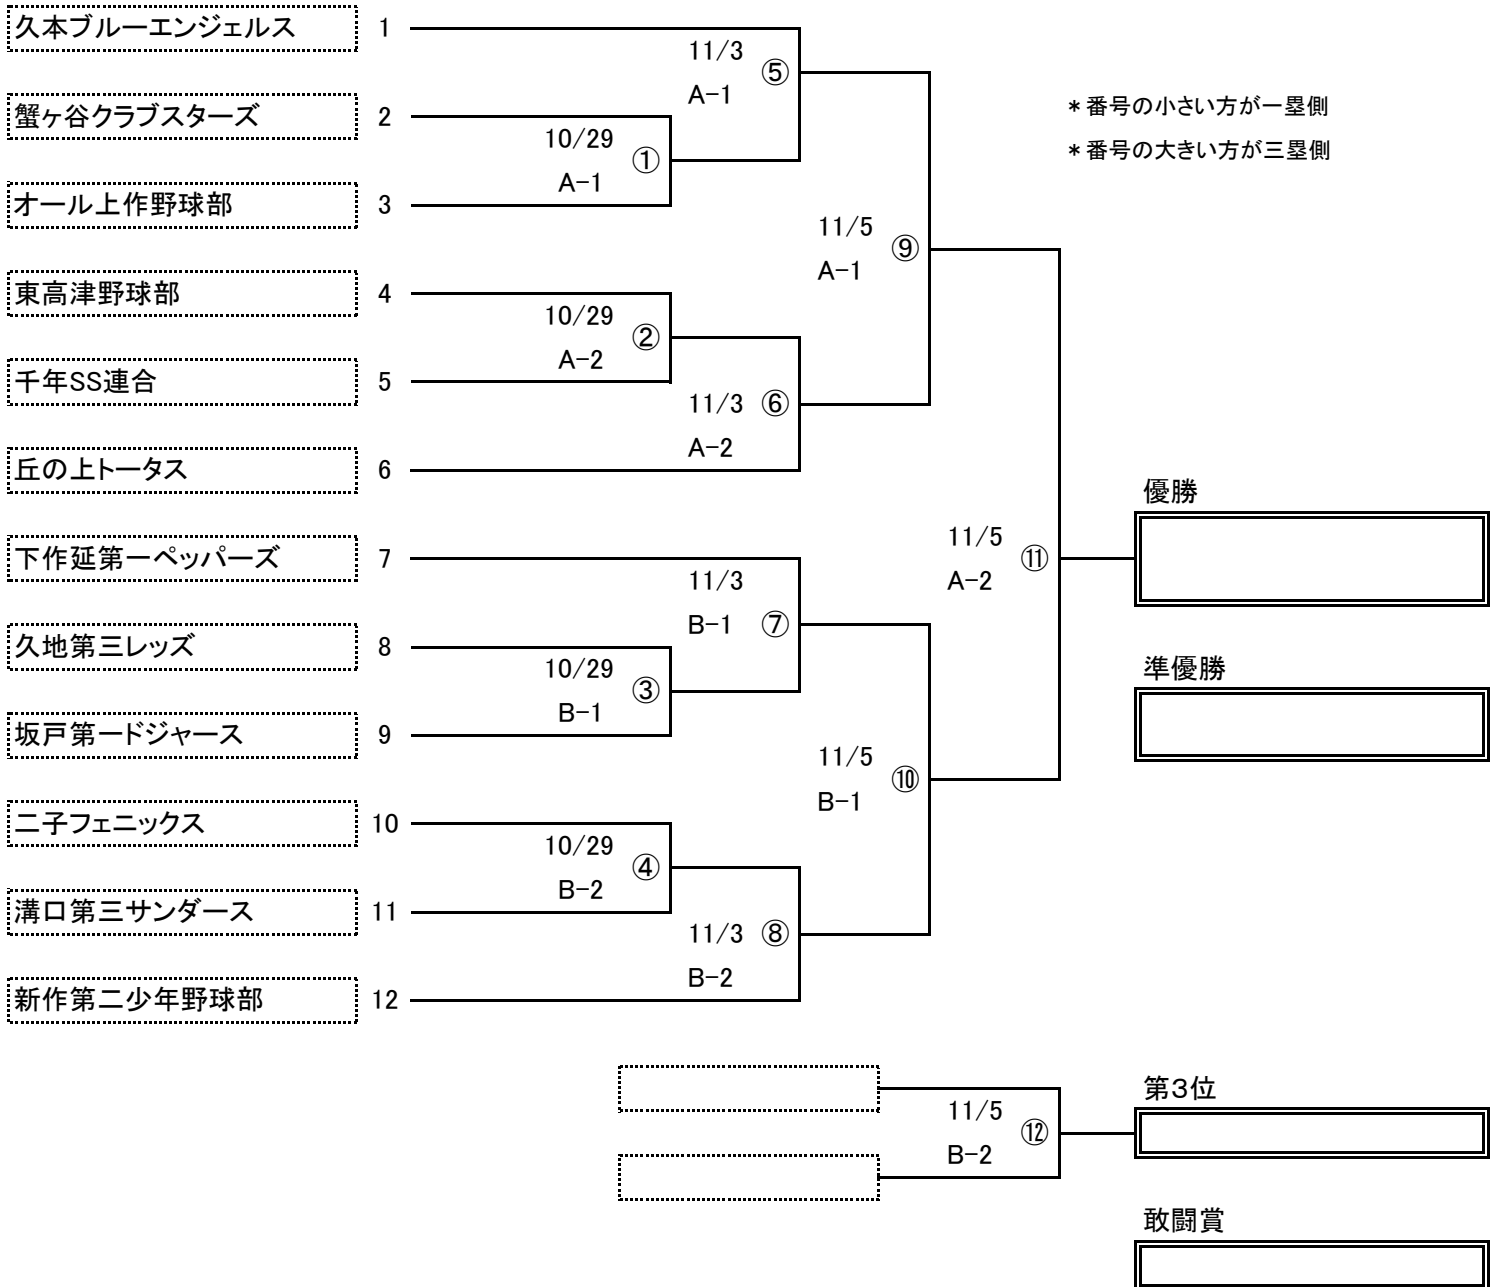 久本ブルーエンジェルス 1
11/3 ⑤
A-1
蟹ヶ谷クラブスターズ 2
＊番号の小さい方が一塁側
10/29 ①
A-1
＊番号の大きい方が三塁側
オール上作野球部 3
11/5 ⑨
A-1
東高津野球部 4
10/29 ②
A-2
千年SS連合 5
11/3 ⑥
A-2
丘の上トータス 6
優勝
11/5 ⑪
A-2
下作延第一ペッパーズ 7
11/3
B-1 ⑦
久地第三レッズ 8
10/29 ③
B-1
準優勝
坂戸第一ドジャース 9
11/5 ⑩
B-1
二子フェニックス 10
10/29 ④
B-2
溝口第三サンダース 11
11/3 ⑧
B-2
新作第二少年野球部 12
第3位
11/5 ⑫
B-2
敢闘賞